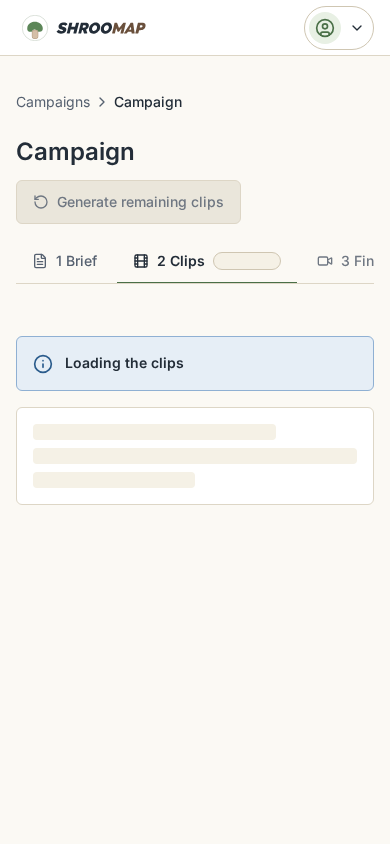 SHROOMAP
Campaigns > Campaign
Campaign
Generate remaining clips
1 Brief
2 Clips
3 Fin
Loading the clips